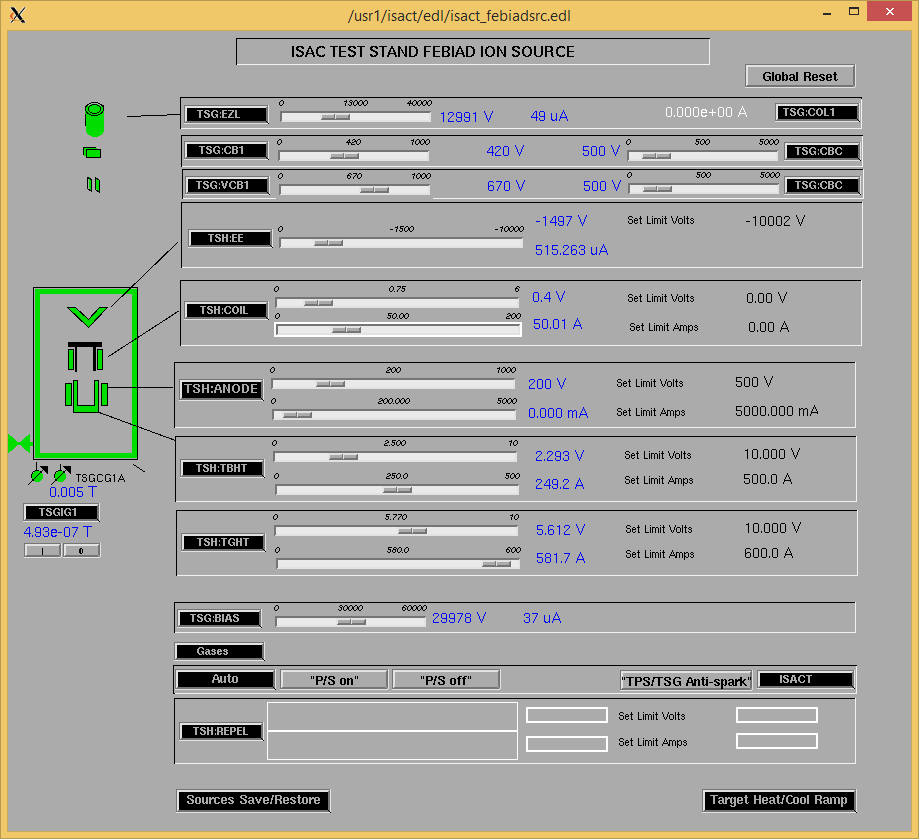 /usr1/isact/edl/isact_febiadsrc.edl
ISAC TEST STAND FEBIAD ION SOURCE
Global Reset
TSG:EZL 0 13000 40000 12991 V 49 uA 0.000e+00 A TSG:COL1
TSG:CB1 0 420 1000 420 V 500 V 0 500 5000 TSG:CBC
TSG:VCB1 0 670 1000 670 V 500 V 0 500 5000 TSG:CBC
TSH:EE 0 -1500 -10000 -1497 V Set Limit Volts -10002 V
515.263 uA
TSH:COIL 0 0.75 6 0.4 V Set Limit Volts 0.00 V
0 50.00 200 50.01 A Set Limit Amps 0.00 A
TSH:ANODE 0 200 1000 200 V Set Limit Volts 500 V
0 200.000 5000 0.000 mA Set Limit Amps 5000.000 mA
TSH:TBHT 0 2.500 10 2.293 V Set Limit Volts 10.000 V
0 250.0 500 249.2 A Set Limit Amps 500.0 A
TSGCG1A
0.005 T
TSGIG1
4.93e-07 T
I 0
TSH:TGHT 0 5.770 10 5.612 V Set Limit Volts 10.000 V
0 580.0 600 581.7 A Set Limit Amps 600.0 A
TSG:BIAS 0 30000 60000 29978 V 37 uA
Gases
Auto "P/S on" "P/S off" "TPS/TSG Anti-spark" ISACT
TSH:REPEL Set Limit Volts
Set Limit Amps
Sources Save/Restore Target Heat/Cool Ramp